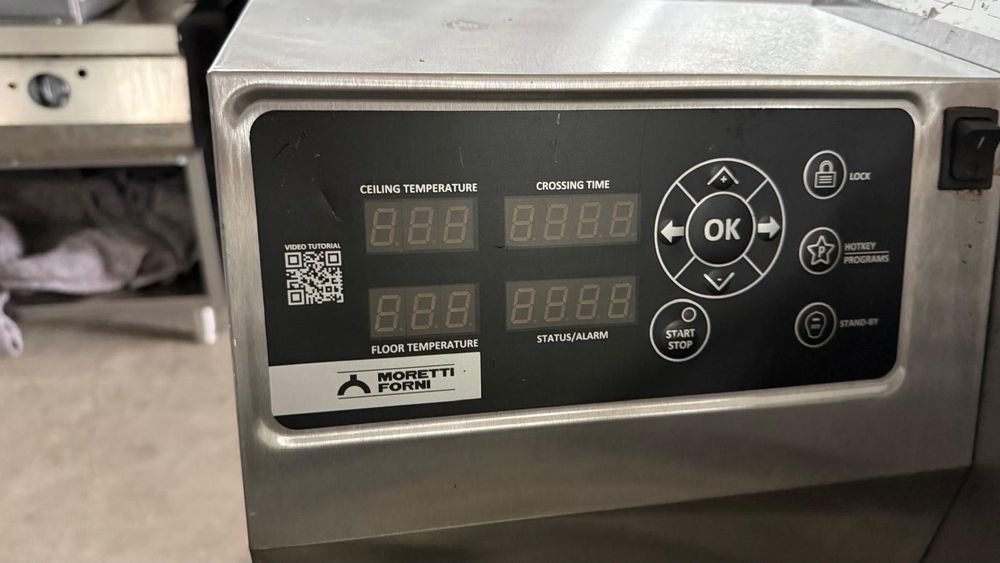 CEILING TEMPERATURE
CROSSING TIME
LOCK
VIDEO TUTORIAL
+
OK
HOTKEY
PROGRAMS
P
-
START
STOP
STAND-BY
FLOOR TEMPERATURE
STATUS/ALARM
MORETTI
FORNI